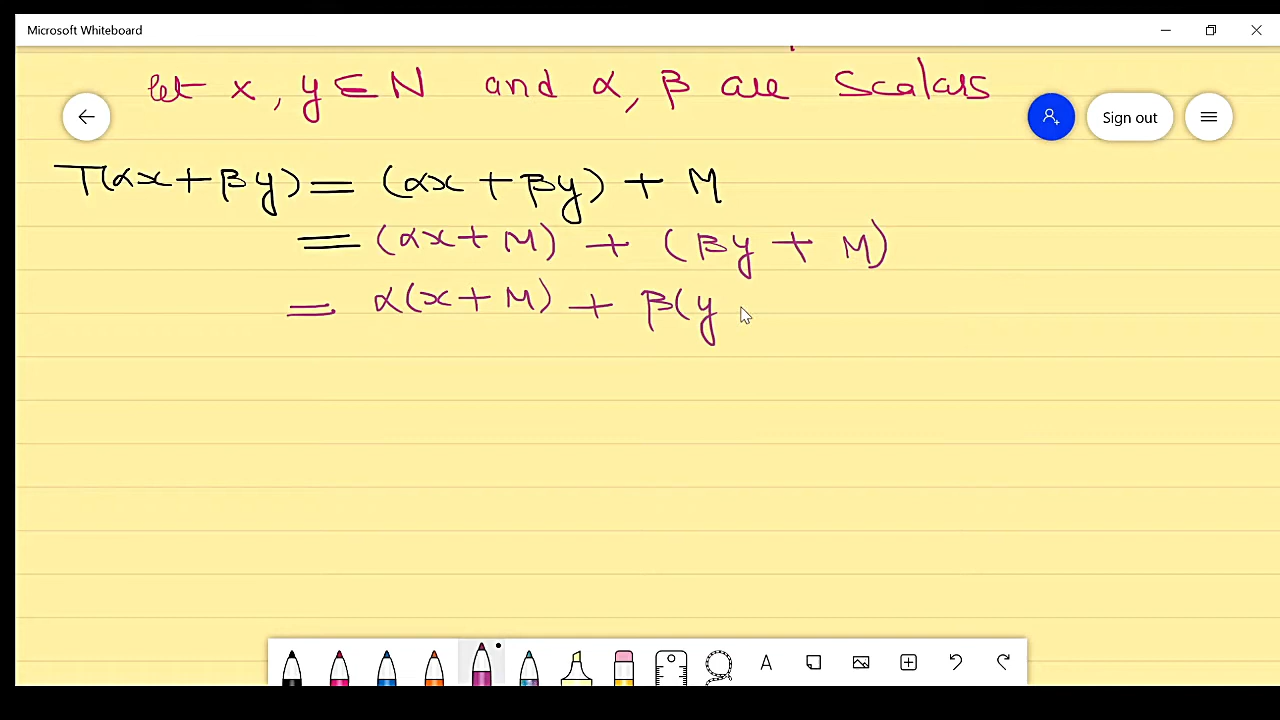 Microsoft Whiteboard
let x, y ∈ N and α, β are Scalars
Sign out
T(αx + βy) = (αx + βy) + M
= (αx + M) + (βy + M)
= α(x + M) + β(y
A